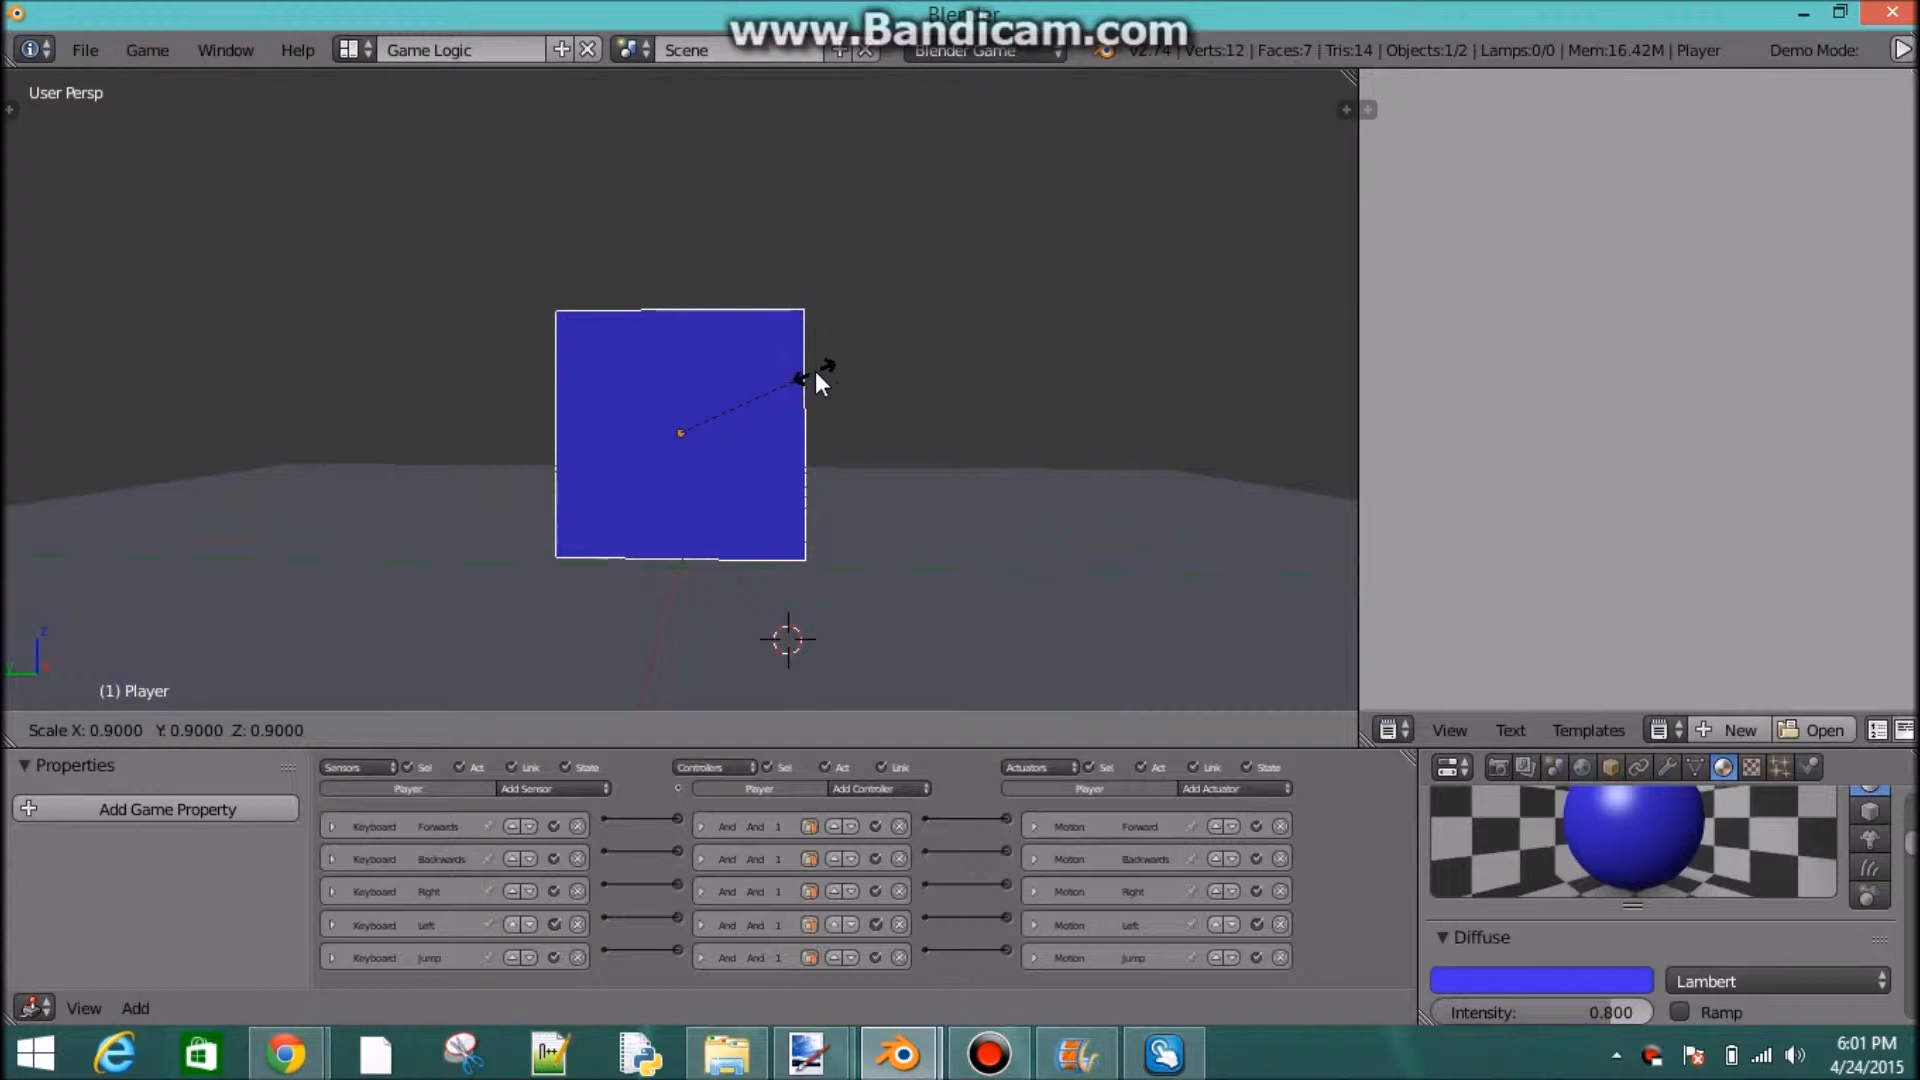 Blender
www.Bandicam.com
File Game Window Help Game Logic Scene Blender Game v2.74 | Verts:12 | Faces:7 | Tris:14 | Objects:1/2 | Lamps:0/0 | Mem:16.42M | Player Demo Mode:
User Persp
z
(1) Player
Scale X: 0.9000 Y: 0.9000 Z: 0.9000
View Text Templates New Open
Properties
Add Game Property
Sensors Sel Act Link State Controllers Sel Act Link Actuators Sel Act Link State
Player Add Sensor Player Add Controller Player Add Actuator
Keyboard Forwards And And 1 Motion Forward
Keyboard Backwards And And 1 Motion Backwards
Keyboard Right And And 1 Motion Right
Keyboard Left And And 1 Motion Left
Keyboard Jump And And 1 Motion Jump
Diffuse
Lambert
Intensity: 0.800 Ramp
View Add
N++
6:01 PM
4/24/2015